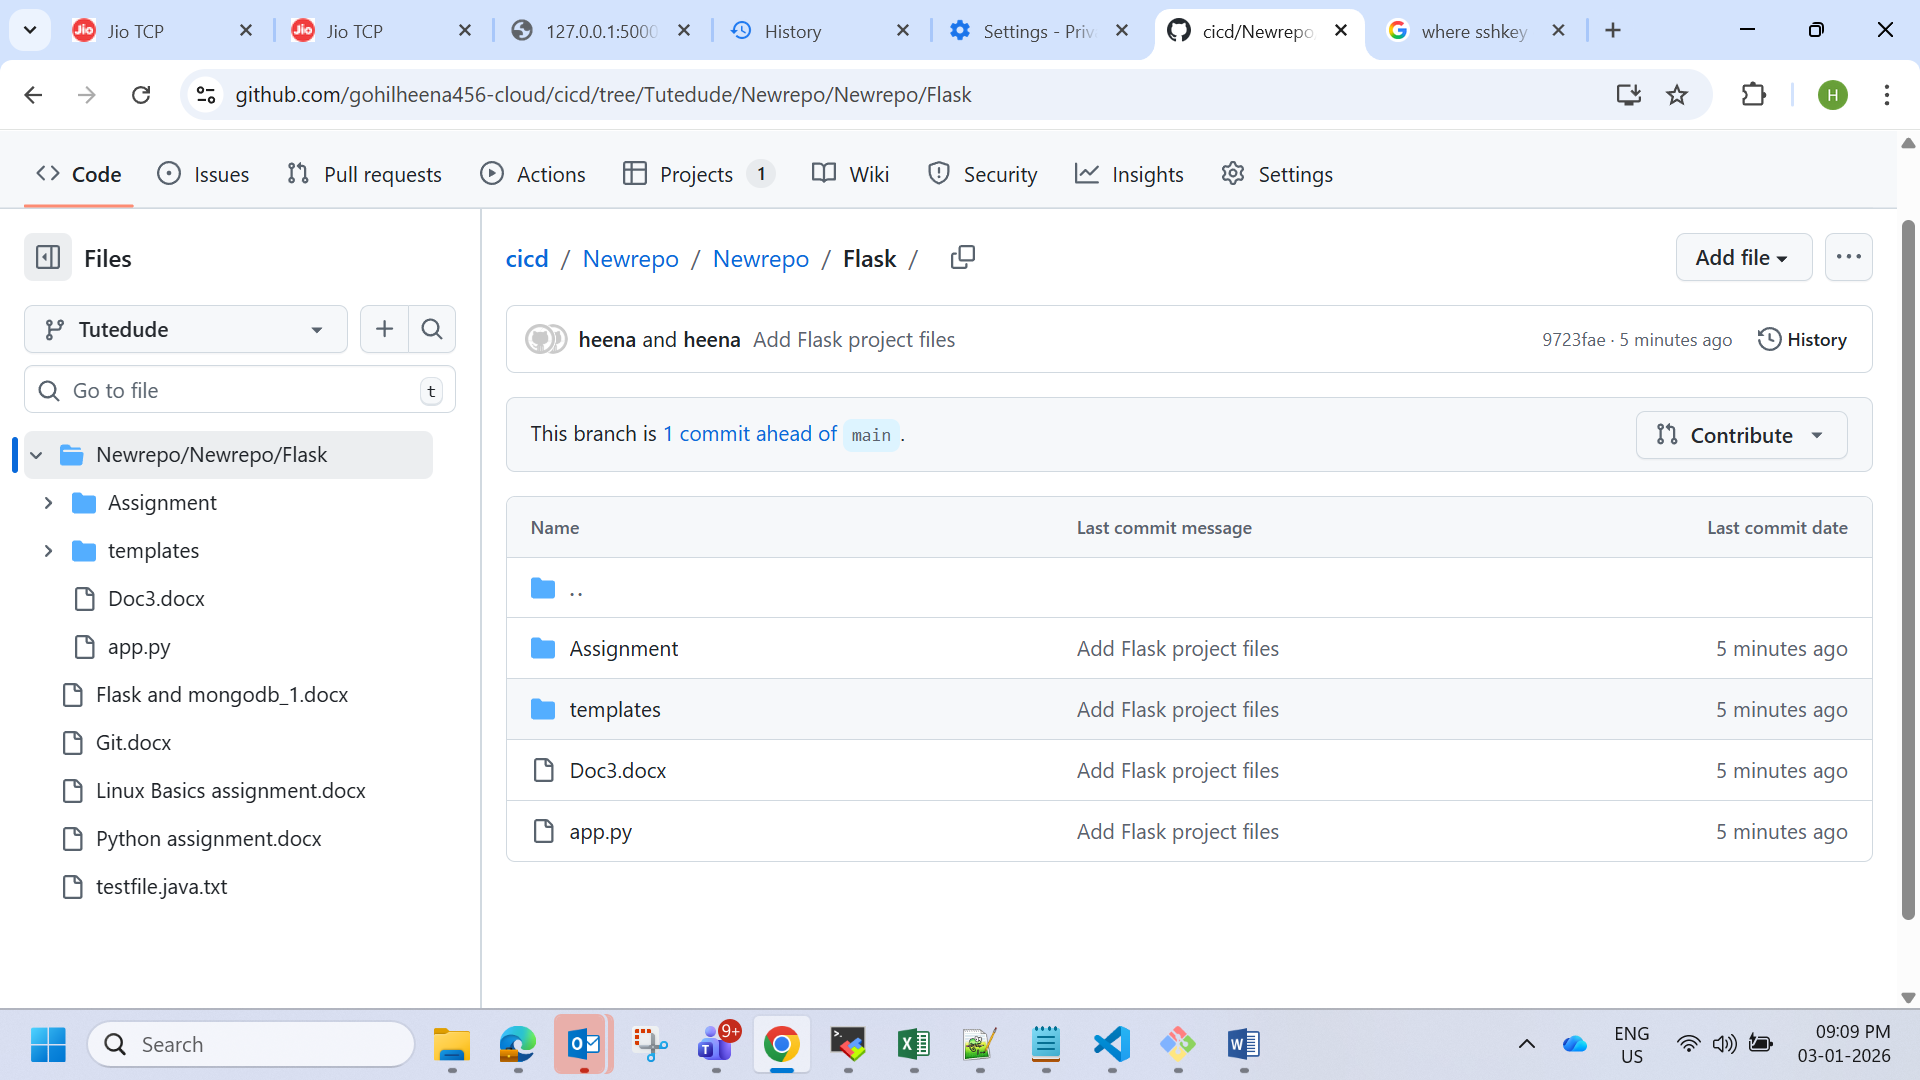 Jio TCP
Jio TCP
127.0.0.1:5000
History
Settings - Priv
cicd/Newrepo
where sshkey
github.com/gohilheena456-cloud/cicd/tree/Tutedude/Newrepo/Newrepo/Flask
H
Code
Issues
Pull requests
Actions
Projects 1
Wiki
Security
Insights
Settings
Files
Tutedude
Go to file
t
Newrepo/Newrepo/Flask
Assignment
templates
Doc3.docx
app.py
Flask and mongodb_1.docx
Git.docx
Linux Basics assignment.docx
Python assignment.docx
testfile.java.txt
cicd / Newrepo / Newrepo / Flask /
Add file
heena and heena Add Flask project files
9723fae · 5 minutes ago
History
This branch is 1 commit ahead of main .
Contribute
Name Last commit message Last commit date
..
Assignment Add Flask project files 5 minutes ago
templates Add Flask project files 5 minutes ago
Doc3.docx Add Flask project files 5 minutes ago
app.py Add Flask project files 5 minutes ago
Search
9+
ENG
US
09:09 PM
03-01-2026